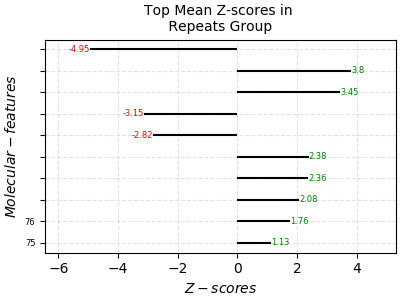 Top Mean Z-scores in
Repeats Group
-4.95
3.8
3.45
-3.15
-2.82
2.38
2.36
2.08
76
1.76
75
1.13
Molecular-features
-6 -4 -2 0 2 4
Z-scores